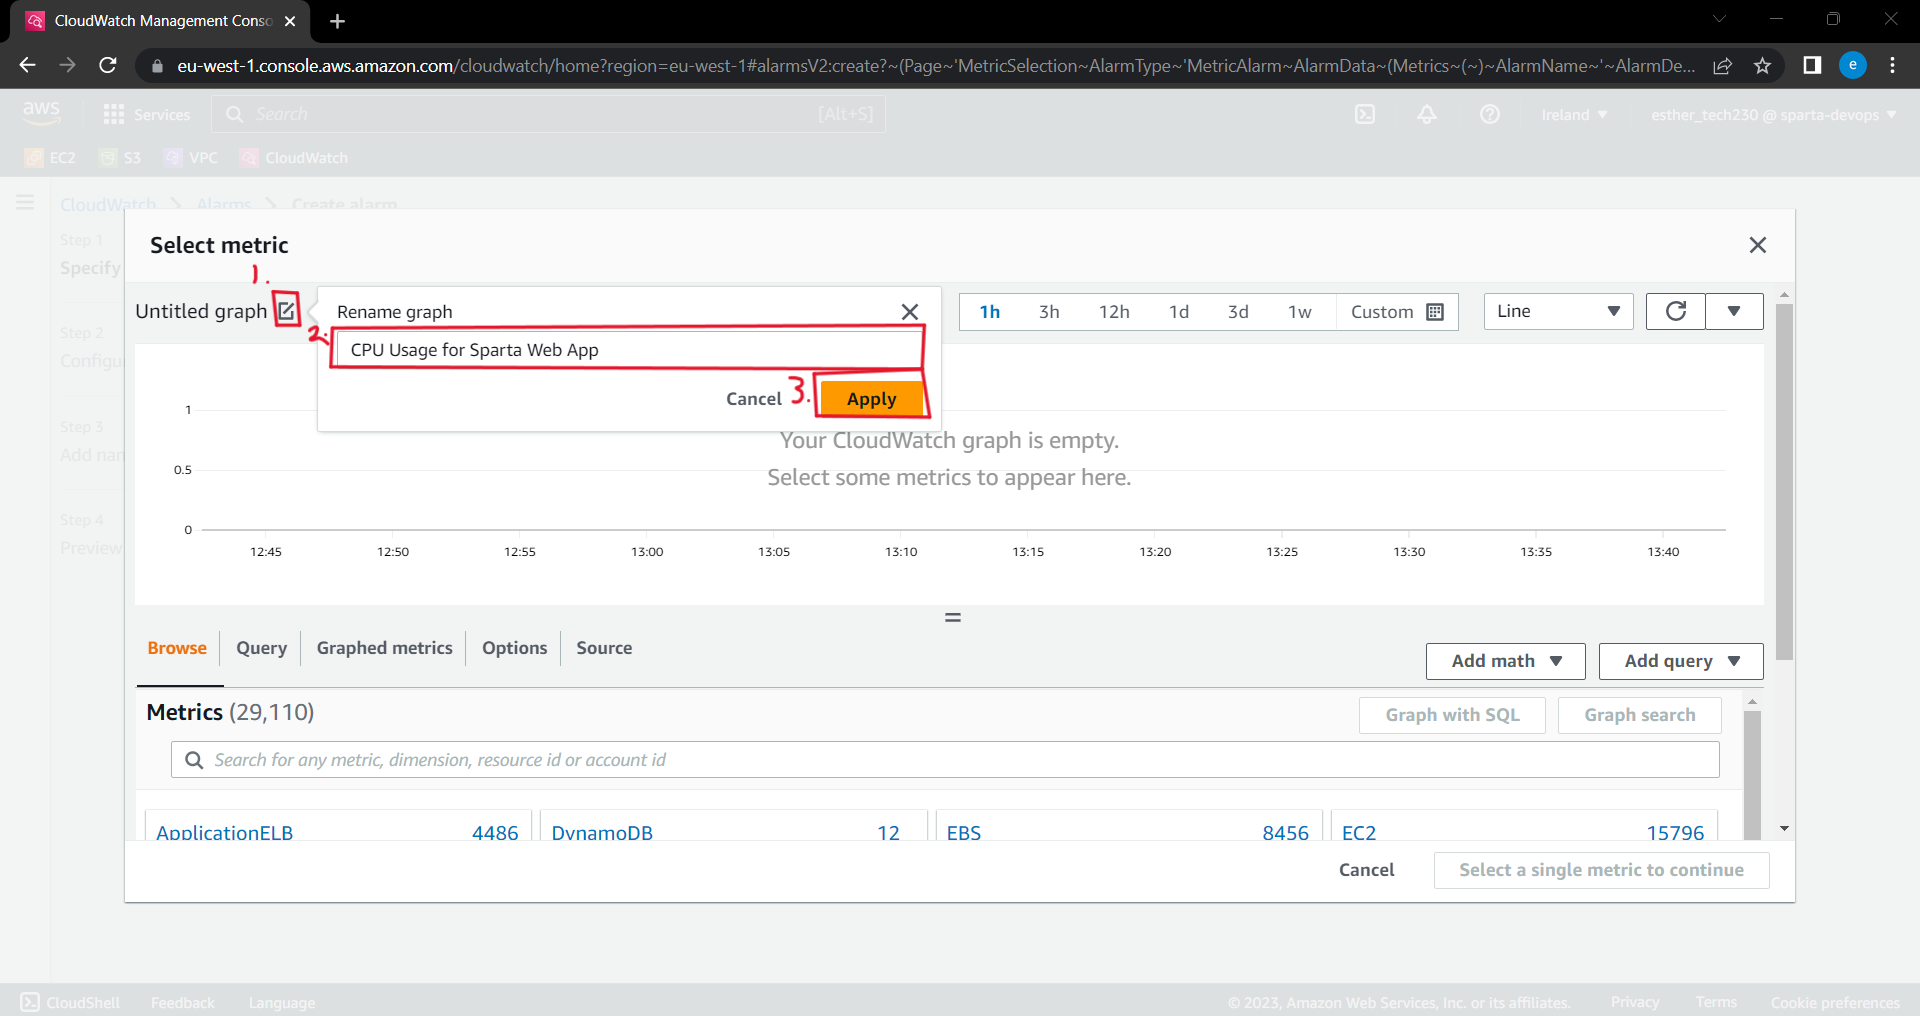 CloudWatch Management Conso
eu-west-1.console.aws.amazon.com/cloudwatch/home?region=eu-west-1#alarmsV2:create?~(Page~'MetricSelection~AlarmType~'MetricAlarm~AlarmData~(Metrics~(~)~AlarmName~'~AlarmDe...
e
aws
Services
Search
[Alt+S]
Ireland
esther_tech230 @ sparta-devops
EC2
S3
VPC
CloudWatch
CloudWatch
Alarms
Create alarm
Step 1
Specify
Step 2
Configu
Step 3
Add nam
Step 4
Preview
Select metric
1.
Untitled graph
Rename graph
2.
CPU Usage for Sparta Web App
Cancel
3.
Apply
1h
3h
12h
1d
3d
1w
Custom
Line
Your CloudWatch graph is empty.
Select some metrics to appear here.
1
0.5
0
12:45
12:50
12:55
13:00
13:05
13:10
13:15
13:20
13:25
13:30
13:35
13:40
Browse
Query
Graphed metrics
Options
Source
Add math
Add query
Metrics (29,110)
Graph with SQL
Graph search
Search for any metric, dimension, resource id or account id
ApplicationELB
4486
DynamoDB
12
EBS
8456
EC2
15796
Cancel
Select a single metric to continue
CloudShell
Feedback
Language
© 2023, Amazon Web Services, Inc. or its affiliates.
Privacy
Terms
Cookie preferences